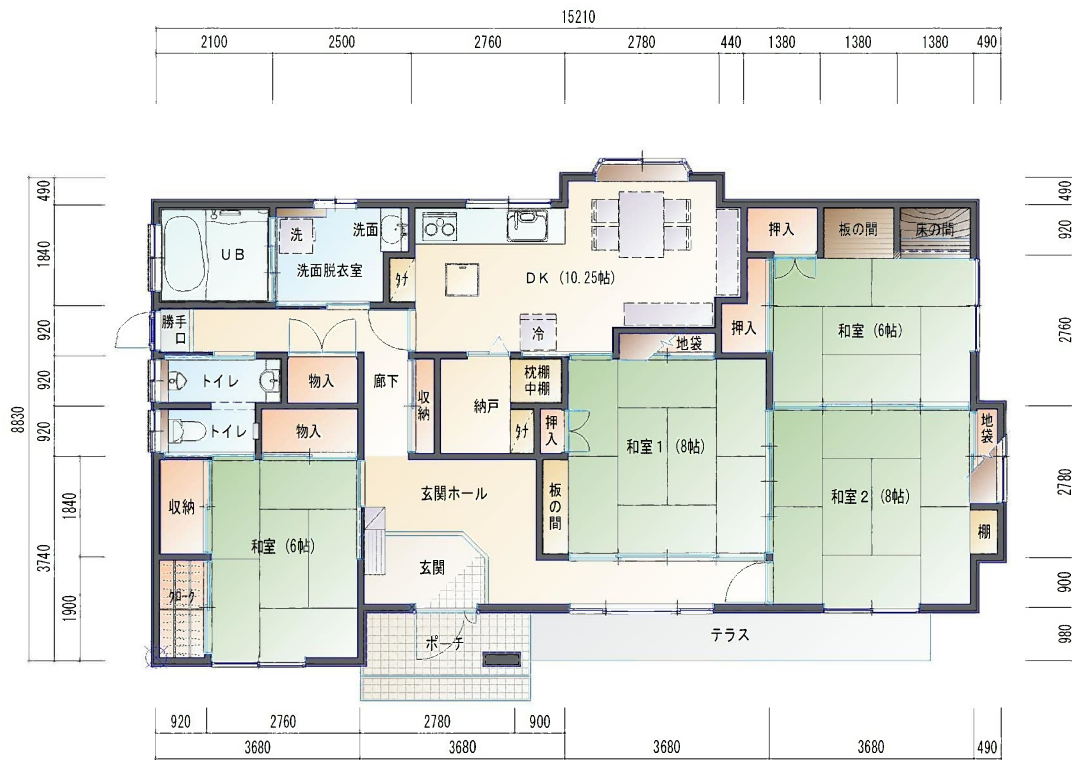 15210
2100
2500
2760
2780
440
1380
1380
1380
490
490
1840
920
920
920
8830
1840
3740
1900
490
920
2760
2780
900
980
UB
洗
洗面
洗面脱衣室
タナ
DK (10.25帖)
冷
押入
板の間
床の間
押入
和室 (6帖)
勝手
口
地袋
トイレ
物入
廊下
収納
納戸
枕棚
中棚
トイレ
物入
タナ
押入
和室1 (8帖)
地袋
和室2 (8帖)
収納
玄関ホール
板の間
棚
和室 (6帖)
玄関
クローク
ポーチ
テラス
920
2760
2780
900
3680
3680
3680
3680
490